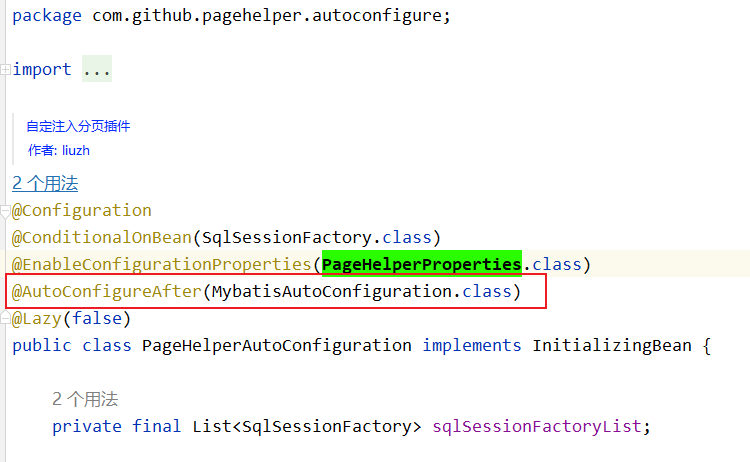 package com.github.pagehelper.autoconfigure;
import ...
自定注入分页插件
作者: liuzh
2 个用法
@Configuration
@ConditionalOnBean(SqlSessionFactory.class)
@EnableConfigurationProperties(PageHelperProperties.class)
@AutoConfigureAfter(MybatisAutoConfiguration.class)
@Lazy(false)
public class PageHelperAutoConfiguration implements InitializingBean {
2 个用法
private final List<SqlSessionFactory> sqlSessionFactoryList;